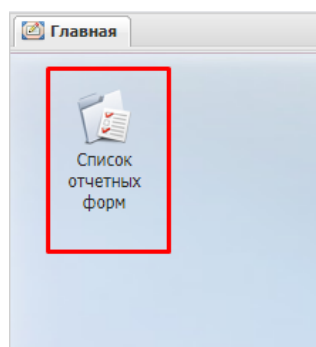 Главная
Список
отчетных
форм